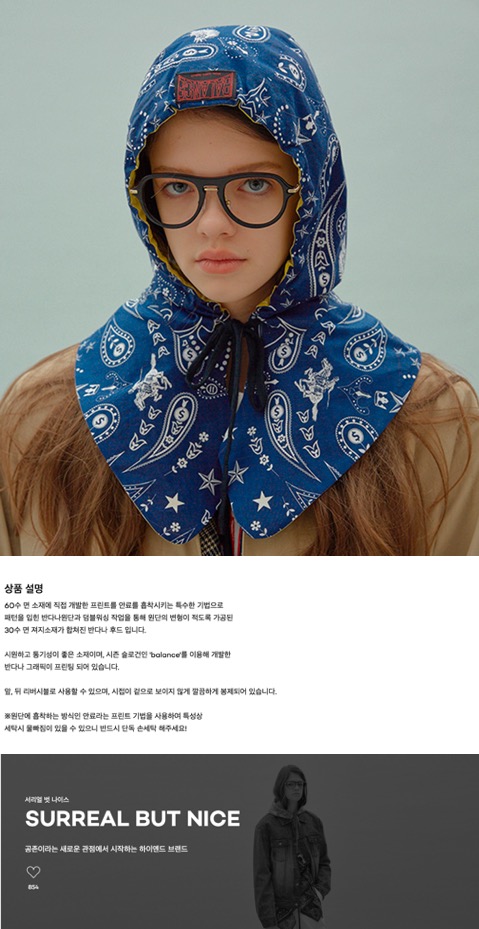 상품 설명
60수 면 소재에 직접 개발한 프린트를 안료를 흡착시키는 특수한 기법으로
패턴을 입힌 반다나원단과 덤블워싱 작업을 통해 원단의 변형이 적도록 가공된
30수 면 져지소재가 합쳐진 반다나 후드 입니다.
시원하고 통기성이 좋은 소재이며, 시즌 슬로건인 'balance'를 이용해 개발한
반다나 그래픽이 프린팅 되어 있습니다.
앞, 뒤 리버시블로 사용할 수 있으며, 시접이 겉으로 보이지 않게 깔끔하게 봉제되어 있습니다.
※원단에 흡착하는 방식인 안료라는 프린트 기법을 사용하여 특성상
세탁시 물빠짐이 있을 수 있으니 반드시 단독 손세탁 해주세요!
서리얼 벗 나이스
SURREAL BUT NICE
공존이라는 새로운 관점에서 시작하는 하이엔드 브랜드
854